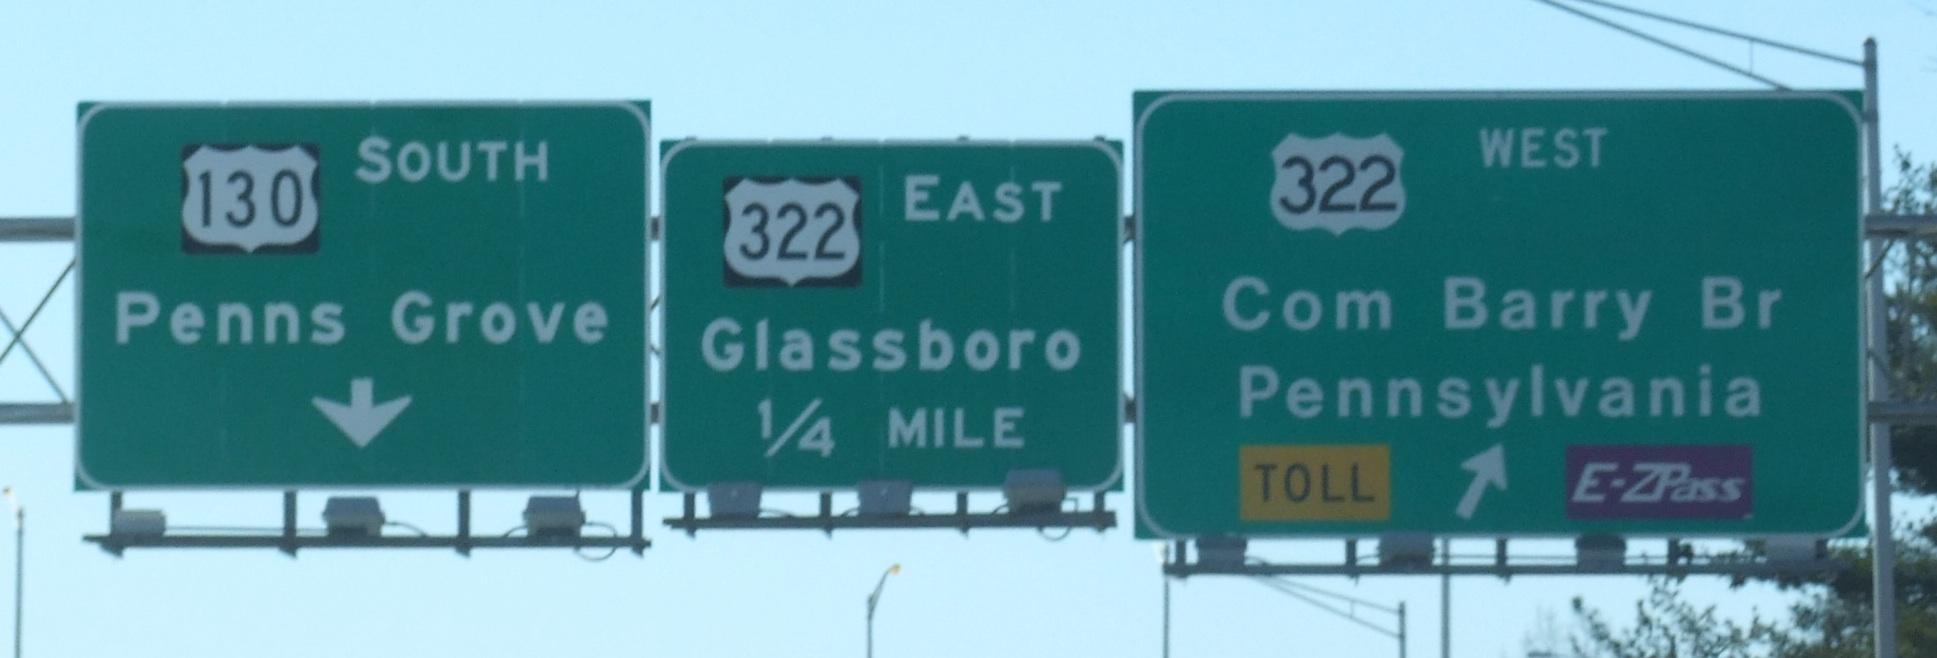 130 SOUTH
Penns Grove
322 EAST
Glassboro
1/4 MILE
322 WEST
Com Barry Br
Pennsylvania
TOLL E-ZPass